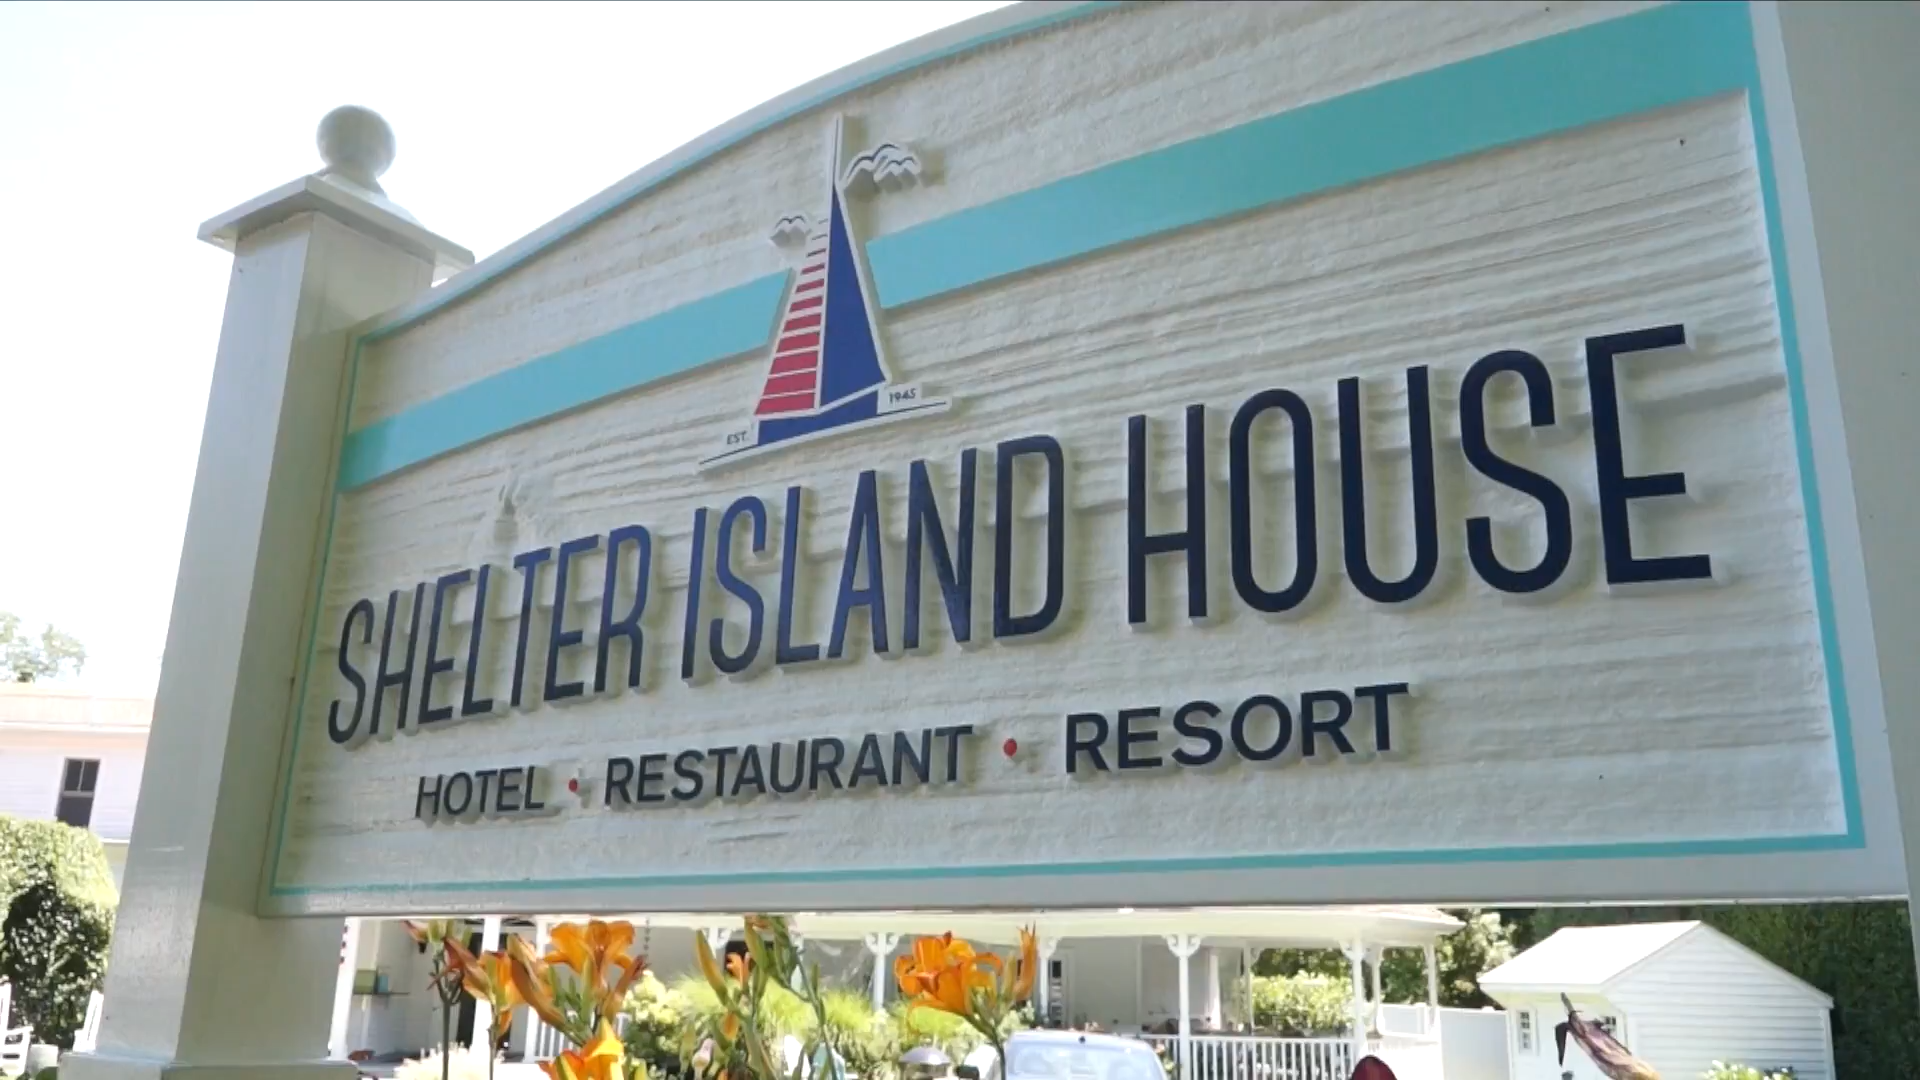 EST. 1945
SHELTER ISLAND HOUSE
HOTEL • RESTAURANT • RESORT